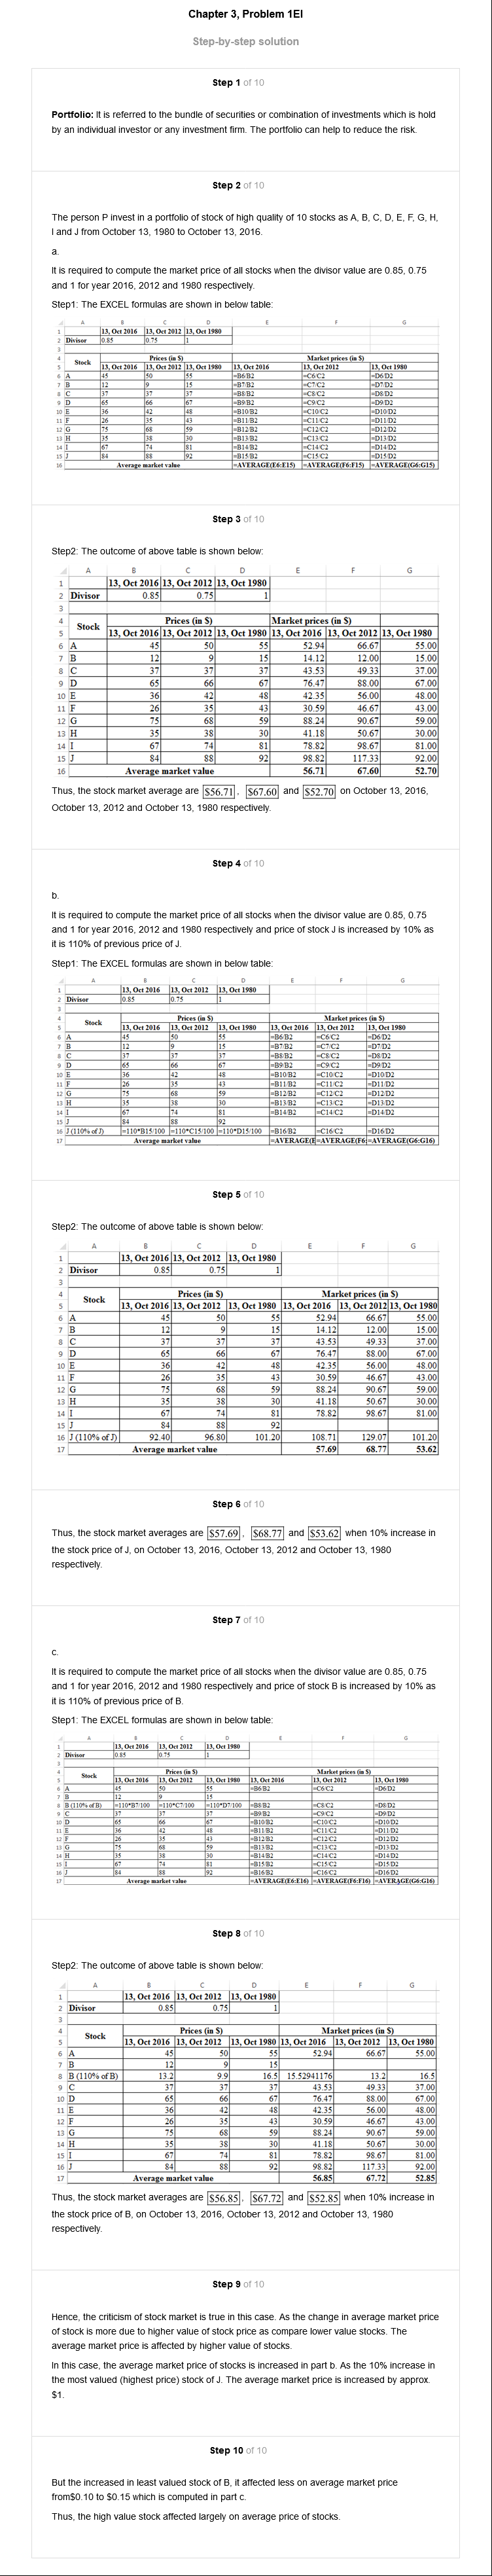 Chapter 3, Problem 1EI
Step-by-step solution
Step 1 of 10
Portfolio: It is referred to the bundle of securities or combination of investments which is hold
by an individual investor or any investment firm. The portfolio can help to reduce the risk.
Step 2 of 10
The person P invest in a portfolio of stock of high quality of 10 stocks as A, B, C, D, E, F, G, H,
I and J from October 13, 1980 to October 13, 2016.
a.
It is required to compute the market price of all stocks when the divisor value are 0.85, 0.75
and 1 for year 2016, 2012 and 1980 respectively.
Step1: The EXCEL formulas are shown in below table:
A B C D E F G
1 13, Oct 2016 13, Oct 2012 13, Oct 1980
2 Divisor 0.85 0.75 1
3
4 Stock Prices (in $) Market prices (in $)
5 13, Oct 2016 13, Oct 2012 13, Oct 1980 13, Oct 2016 13, Oct 2012 13, Oct 1980
6 A 45 50 55 =B6/B2 =C6/C2 =D6/D2
7 B 12 9 15 =B7/B2 =C7/C2 =D7/D2
8 C 37 37 37 =B8/B2 =C8/C2 =D8/D2
9 D 65 66 67 =B9/B2 =C9/C2 =D9/D2
10 E 36 42 48 =B10/B2 =C10/C2 =D10/D2
11 F 26 35 43 =B11/B2 =C11/C2 =D11/D2
12 G 75 68 59 =B12/B2 =C12/C2 =D12/D2
13 H 35 38 30 =B13/B2 =C13/C2 =D13/D2
14 I 67 74 81 =B14/B2 =C14/C2 =D14/D2
15 J 84 88 92 =B15/B2 =C15/C2 =D15/D2
16 Average market value =AVERAGE(E6:E15) =AVERAGE(F6:F15) =AVERAGE(G6:G15)
Step 3 of 10
Step2: The outcome of above table is shown below:
A B C D E F G
1 13, Oct 2016 13, Oct 2012 13, Oct 1980
2 Divisor 0.85 0.75 1
3
4 Stock Prices (in $) Market prices (in $)
5 13, Oct 2016 13, Oct 2012 13, Oct 1980 13, Oct 2016 13, Oct 2012 13, Oct 1980
6 A 45 50 55 52.94 66.67 55.00
7 B 12 9 15 14.12 12.00 15.00
8 C 37 37 37 43.53 49.33 37.00
9 D 65 66 67 76.47 88.00 67.00
10 E 36 42 48 42.35 56.00 48.00
11 F 26 35 43 30.59 46.67 43.00
12 G 75 68 59 88.24 90.67 59.00
13 H 35 38 30 41.18 50.67 30.00
14 I 67 74 81 78.82 98.67 81.00
15 J 84 88 92 98.82 117.33 92.00
16 Average market value 56.71 67.60 52.70
Thus, the stock market average are $56.71, $67.60 and $52.70 on October 13, 2016,
October 13, 2012 and October 13, 1980 respectively.
Step 4 of 10
b.
It is required to compute the market price of all stocks when the divisor value are 0.85, 0.75
and 1 for year 2016, 2012 and 1980 respectively and price of stock J is increased by 10% as
it is 110% of previous price of J.
Step1: The EXCEL formulas are shown in below table:
A B C D E F G
1 13, Oct 2016 13, Oct 2012 13, Oct 1980
2 Divisor 0.85 0.75 1
3
4 Stock Prices (in $) Market prices (in $)
5 13, Oct 2016 13, Oct 2012 13, Oct 1980 13, Oct 2016 13, Oct 2012 13, Oct 1980
6 A 45 50 55 =B6/B2 =C6/C2 =D6/D2
7 B 12 9 15 =B7/B2 =C7/C2 =D7/D2
8 C 37 37 37 =B8/B2 =C8/C2 =D8/D2
9 D 65 66 67 =B9/B2 =C9/C2 =D9/D2
10 E 36 42 48 =B10/B2 =C10/C2 =D10/D2
11 F 26 35 43 =B11/B2 =C11/C2 =D11/D2
12 G 75 68 59 =B12/B2 =C12/C2 =D12/D2
13 H 35 38 30 =B13/B2 =C13/C2 =D13/D2
14 I 67 74 81 =B14/B2 =C14/C2 =D14/D2
15 J 84 88 92
16 J (110% of J) =110*B15/100 =110*C15/100 =110*D15/100 =B16/B2 =C16/C2 =D16/D2
17 Average market value =AVERAGE(E =AVERAGE(F6: =AVERAGE(G6:G16)
Step 5 of 10
Step2: The outcome of above table is shown below:
A B C D E F G
1 13, Oct 2016 13, Oct 2012 13, Oct 1980
2 Divisor 0.85 0.75 1
3
4 Stock Prices (in $) Market prices (in $)
5 13, Oct 2016 13, Oct 2012 13, Oct 1980 13, Oct 2016 13, Oct 2012 13, Oct 1980
6 A 45 50 55 52.94 66.67 55.00
7 B 12 9 15 14.12 12.00 15.00
8 C 37 37 37 43.53 49.33 37.00
9 D 65 66 67 76.47 88.00 67.00
10 E 36 42 48 42.35 56.00 48.00
11 F 26 35 43 30.59 46.67 43.00
12 G 75 68 59 88.24 90.67 59.00
13 H 35 38 30 41.18 50.67 30.00
14 I 67 74 81 78.82 98.67 81.00
15 J 84 88 92
16 J (110% of J) 92.40 96.80 101.20 108.71 129.07 101.20
17 Average market value 57.69 68.77 53.62
Step 6 of 10
Thus, the stock market averages are $57.69, $68.77 and $53.62 when 10% increase in
the stock price of J, on October 13, 2016, October 13, 2012 and October 13, 1980
respectively.
Step 7 of 10
c.
It is required to compute the market price of all stocks when the divisor value are 0.85, 0.75
and 1 for year 2016, 2012 and 1980 respectively and price of stock B is increased by 10% as
it is 110% of previous price of B.
Step1: The EXCEL formulas are shown in below table:
A B C D E F G
1 13, Oct 2016 13, Oct 2012 13, Oct 1980
2 Divisor 0.85 0.75 1
3
4 Stock Prices (in $) Market prices (in $)
5 13, Oct 2016 13, Oct 2012 13, Oct 1980 13, Oct 2016 13, Oct 2012 13, Oct 1980
6 A 45 50 55 =B6/B2 =C6/C2 =D6/D2
7 B 12 9 15
8 B (110% of B) =110*B7/100 =110*C7/100 =110*D7/100 =B8/B2 =C8/C2 =D8/D2
9 C 37 37 37 =B9/B2 =C9/C2 =D9/D2
10 D 65 66 67 =B10/B2 =C10/C2 =D10/D2
11 E 36 42 48 =B11/B2 =C11/C2 =D11/D2
12 F 26 35 43 =B12/B2 =C12/C2 =D12/D2
13 G 75 68 59 =B13/B2 =C13/C2 =D13/D2
14 H 35 38 30 =B14/B2 =C14/C2 =D14/D2
15 I 67 74 81 =B15/B2 =C15/C2 =D15/D2
16 J 84 88 92 =B16/B2 =C16/C2 =D16/D2
17 Average market value =AVERAGE(E6:E16) =AVERAGE(F6:F16) =AVERAGE(G6:G16)
Step 8 of 10
Step2: The outcome of above table is shown below:
A B C D E F G
1 13, Oct 2016 13, Oct 2012 13, Oct 1980
2 Divisor 0.85 0.75 1
3
4 Stock Prices (in $) Market prices (in $)
5 13, Oct 2016 13, Oct 2012 13, Oct 1980 13, Oct 2016 13, Oct 2012 13, Oct 1980
6 A 45 50 55 52.94 66.67 55.00
7 B 12 9 15
8 B (110% of B) 13.2 9.9 16.5 15.52941176 13.2 16.5
9 C 37 37 37 43.53 49.33 37.00
10 D 65 66 67 76.47 88.00 67.00
11 E 36 42 48 42.35 56.00 48.00
12 F 26 35 43 30.59 46.67 43.00
13 G 75 68 59 88.24 90.67 59.00
14 H 35 38 30 41.18 50.67 30.00
15 I 67 74 81 78.82 98.67 81.00
16 J 84 88 92 98.82 117.33 92.00
17 Average market value 56.85 67.72 52.85
Thus, the stock market averages are $56.85, $67.72 and $52.85 when 10% increase in
the stock price of B, on October 13, 2016, October 13, 2012 and October 13, 1980
respectively.
Step 9 of 10
Hence, the criticism of stock market is true in this case. As the change in average market price
of stock is more due to higher value of stock price as compare lower value stocks. The
average market price is affected by higher value of stocks.
In this case, the average market price of stocks is increased in part b. As the 10% increase in
the most valued (highest price) stock of J. The average market price is increased by approx.
$1.
Step 10 of 10
But the increased in least valued stock of B, it affected less on average market price
from$0.10 to $0.15 which is computed in part c.
Thus, the high value stock affected largely on average price of stocks.